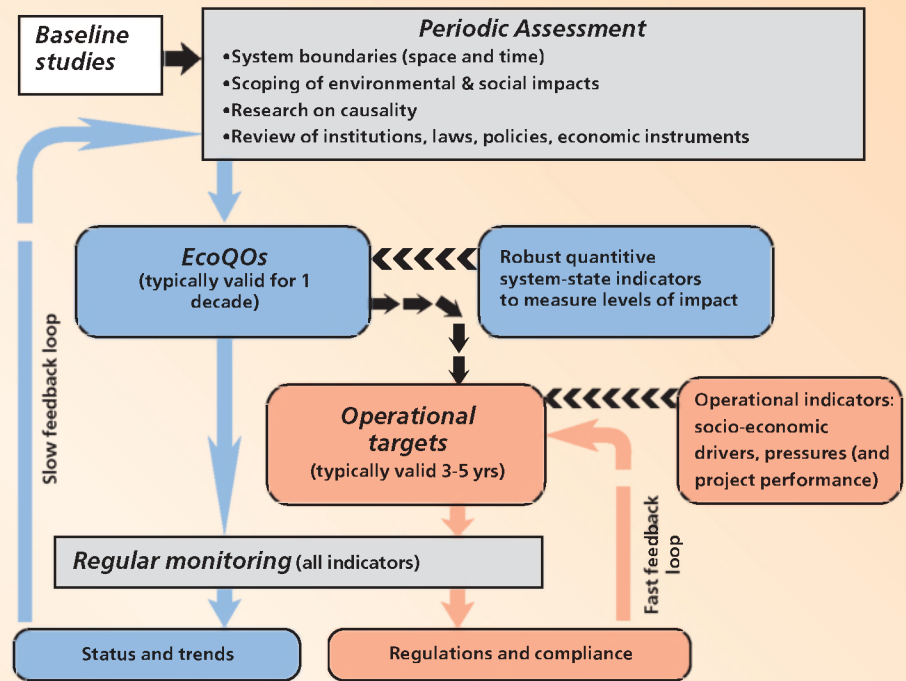 Baseline
studies
Periodic Assessment
•System boundaries (space and time)
•Scoping of environmental & social impacts
•Research on causality
•Review of institutions, laws, policies, economic instruments
EcoQOs
(typically valid for 1
decade)
Robust quantitive
system-state indicators
to measure levels of impact
Slow feedback loop
Operational
targets
(typically valid 3-5 yrs)
Operational indicators:
socio-economic
drivers, pressures (and
project performance)
Fast feedback
loop
Regular monitoring (all indicators)
Status and trends
Regulations and compliance